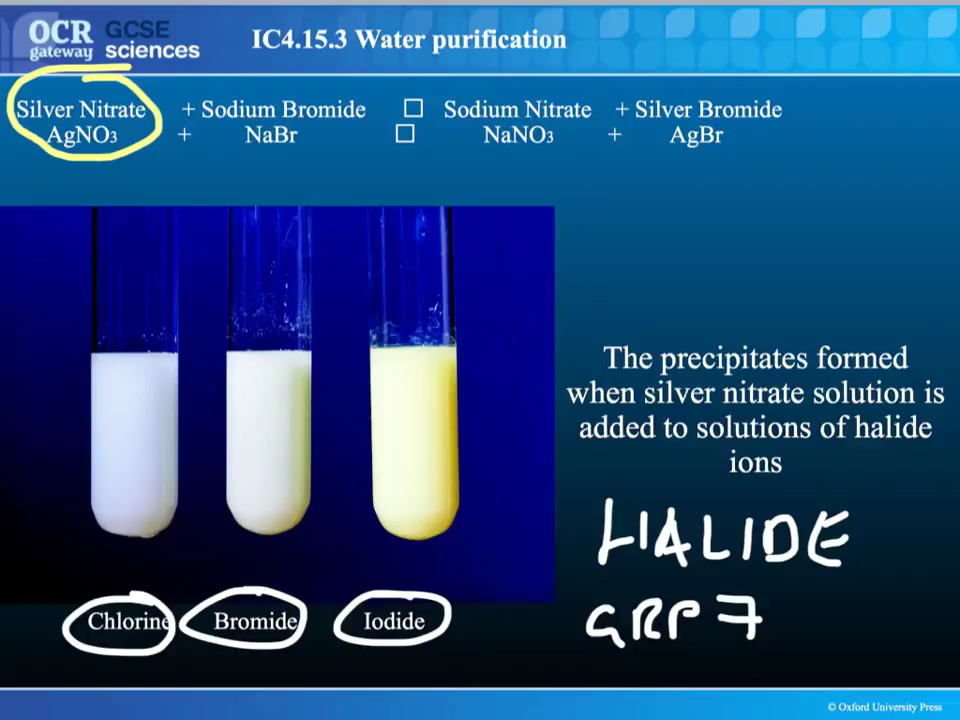 OCR GCSE
gateway sciences
IC4.15.3 Water purification
Silver Nitrate + Sodium Bromide □ Sodium Nitrate + Silver Bromide
AgNO₃ + NaBr □ NaNO₃ + AgBr
The precipitates formed
when silver nitrate solution is
added to solutions of halide
ions
HALIDE
GRP 7
Chlorine Bromide Iodide
© Oxford University Press